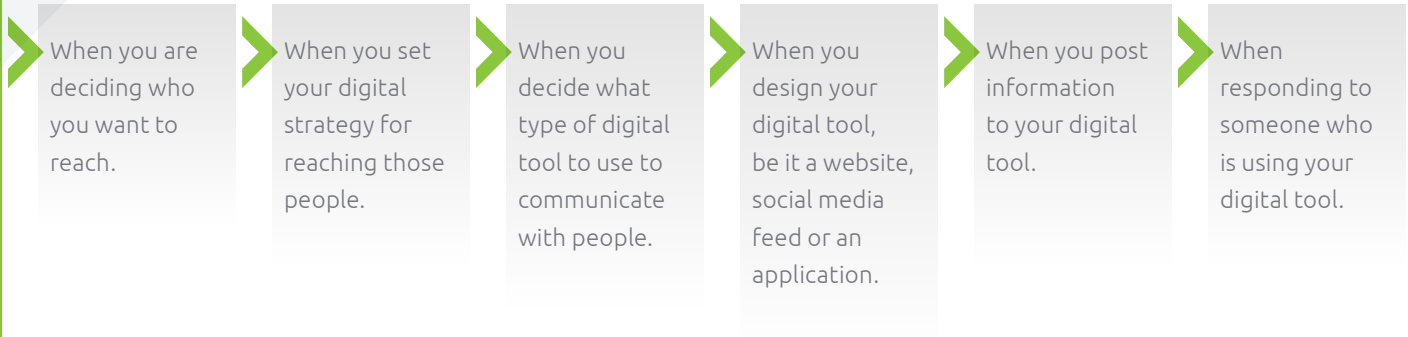 When you are
deciding who
you want to
reach.
When you set
your digital
strategy for
reaching those
people.
When you
decide what
type of digital
tool to use to
communicate
with people.
When you
design your
digital tool,
be it a website,
social media
feed or an
application.
When you post
information
to your digital
tool.
When
responding to
someone who
is using your
digital tool.